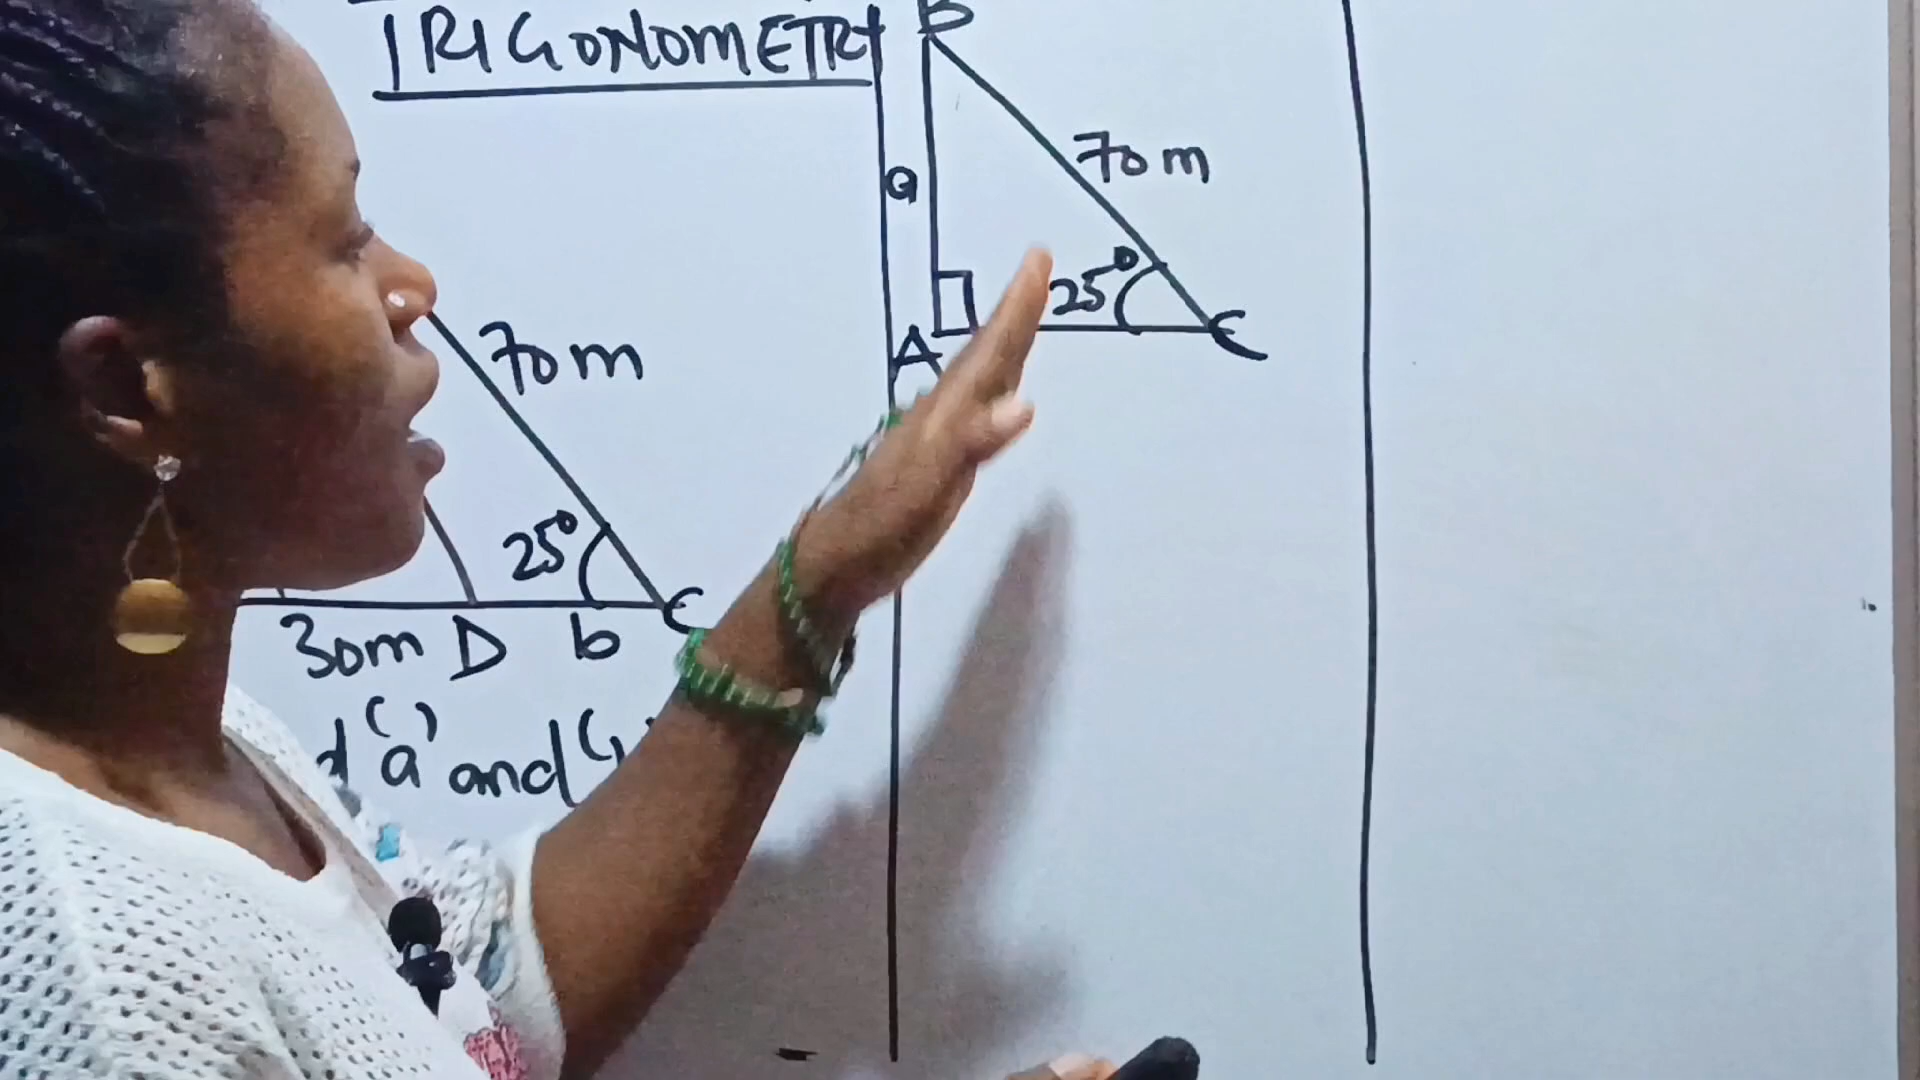 TRIGONOMETRY
70m
25°
C
30m D b
'a' and
B
70m
a
25°
A
C